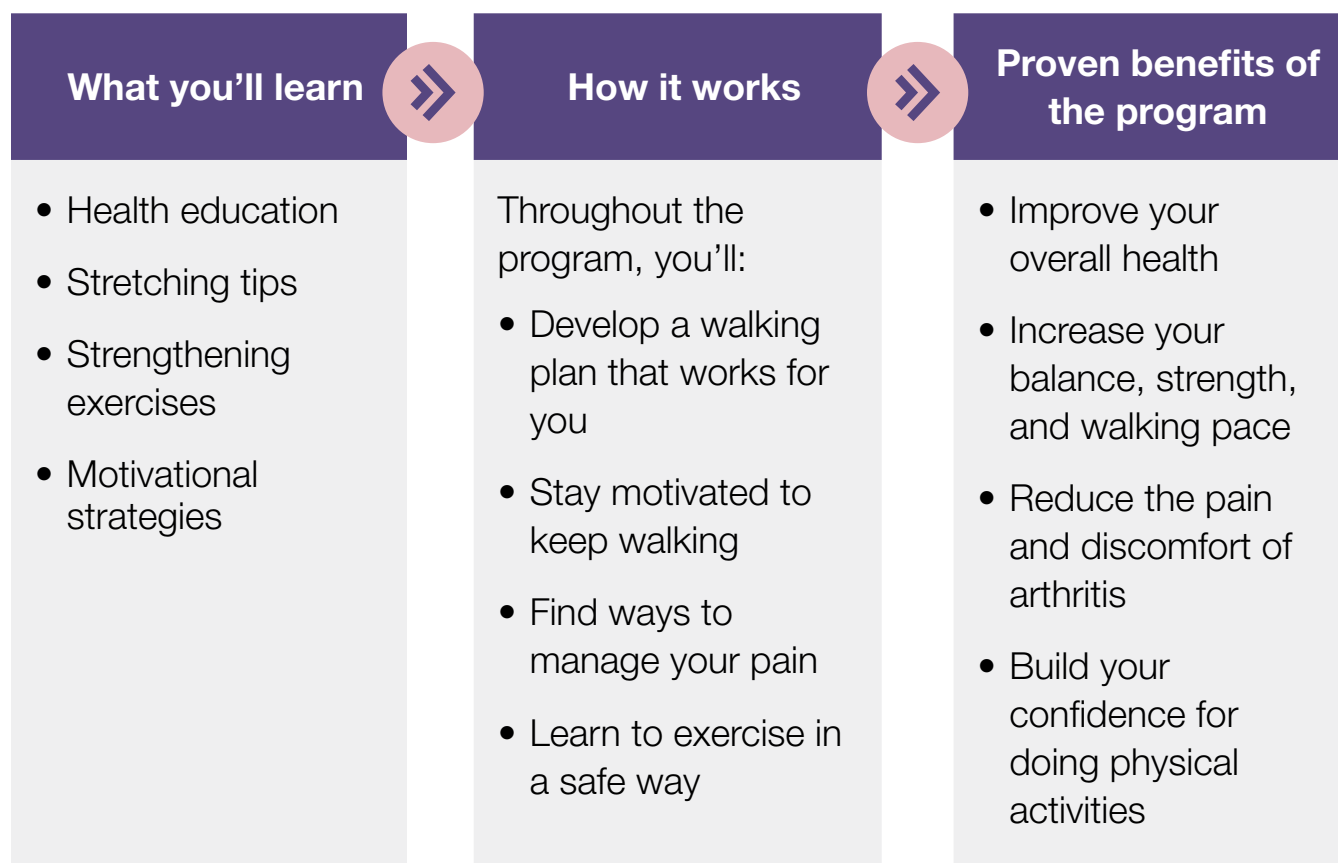 What you’ll learn
• Health education
• Stretching tips
• Strengthening
exercises
• Motivational
strategies
How it works
Throughout the
program, you’ll:
• Develop a walking
plan that works for
you
• Stay motivated to
keep walking
• Find ways to
manage your pain
• Learn to exercise in
a safe way
Proven benefits of
the program
• Improve your
overall health
• Increase your
balance, strength,
and walking pace
• Reduce the pain
and discomfort of
arthritis
• Build your
confidence for
doing physical
activities